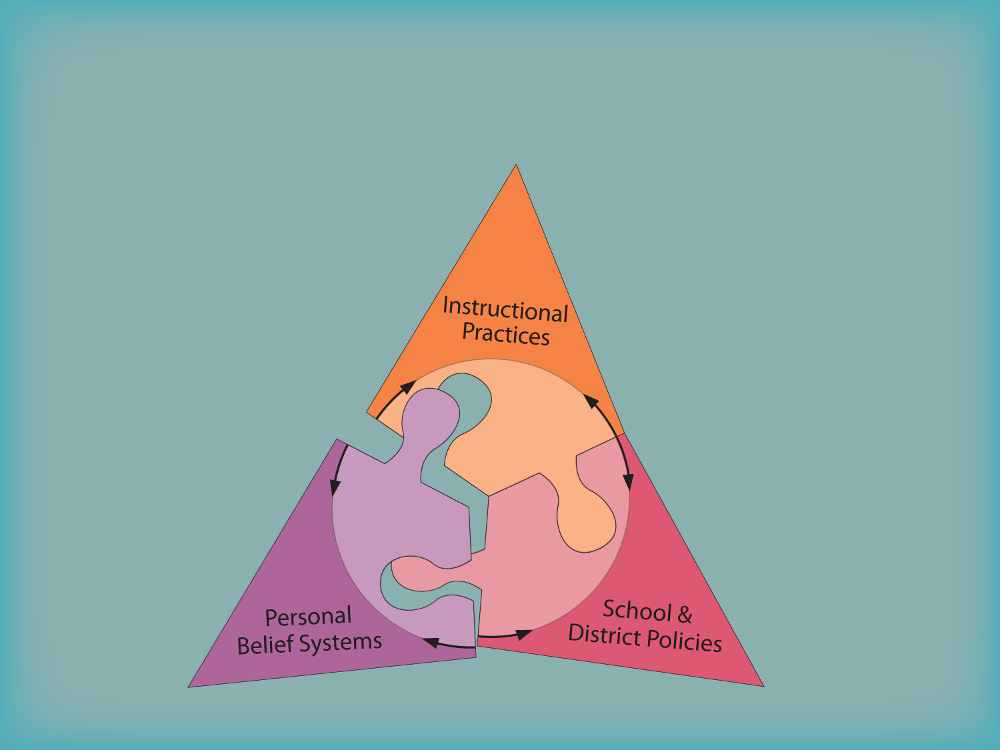 Instructional
Practices
Personal
Belief Systems
School &
District Policies